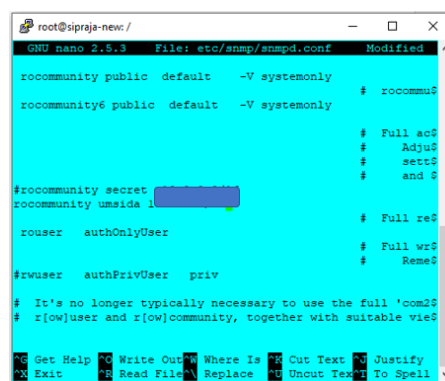 root@sipraja-new: /
GNU nano 2.5.3 File: etc/snmp/snmpd.conf Modified
rocommunity public default -V systemonly
# rocommu$
rocommunity6 public default -V systemonly
# Full ac$
# Adju$
# sett$
# and $
#rocommunity secret
rocommunity umsida
# Full re$
rouser authOnlyUser
# Full wr$
# Reme$
#rwuser authPrivUser priv
# It's no longer typically necessary to use the full 'com2$
# r[ow]user and r[ow]community, together with suitable vie$
^G Get Help ^O Write Out ^W Where Is ^K Cut Text ^J Justify
^X Exit ^R Read File ^\ Replace ^U Uncut Tex ^T To Spell